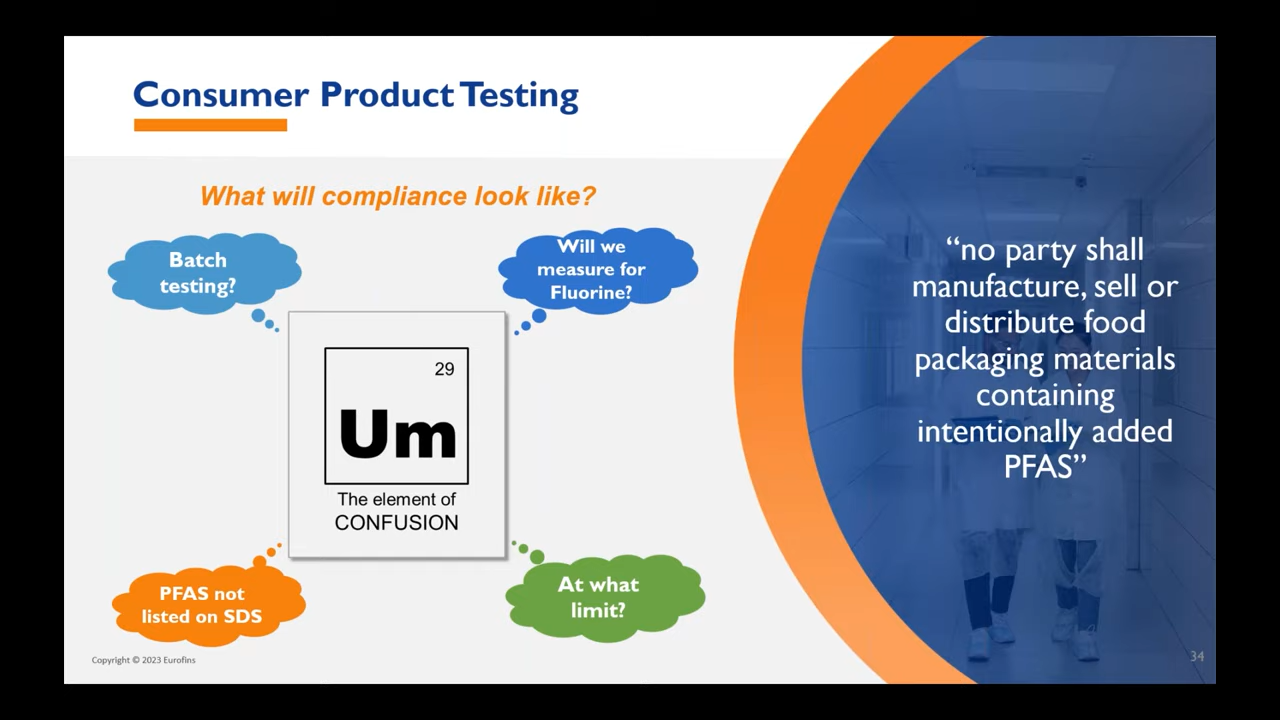 Consumer Product Testing
What will compliance look like?
Batch
testing?
Will we
measure for
Fluorine?
29
Um
The element of
CONFUSION
PFAS not
listed on SDS
At what
limit?
“no party shall
manufacture, sell or
distribute food
packaging materials
containing
intentionally added
PFAS”
Copyright © 2023 Eurofins
34